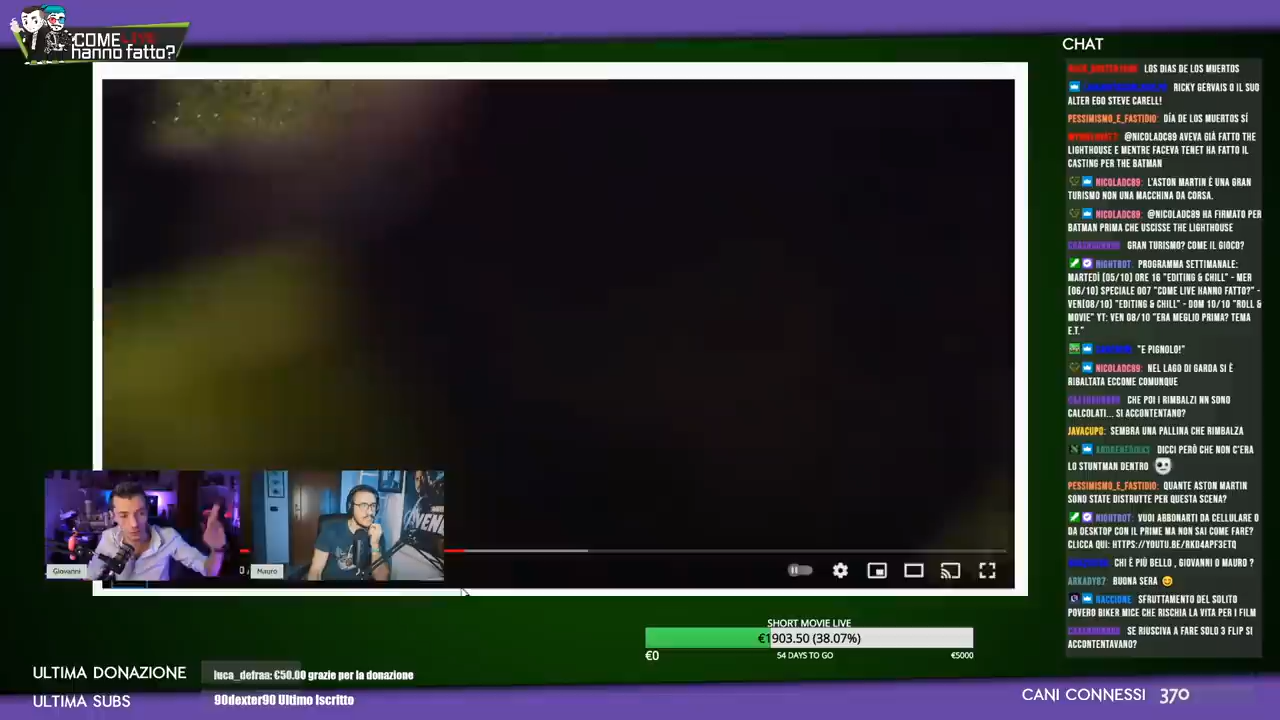 COME LIVE
hanno fatto?
CHAT
LOS DIAS DE LOS MUERTOS
RICKY GERVAIS O IL SUO
ALTER EGO STEVE CARELL!
PESSIMISMO_E_FASTIDIO: DÍA DE LOS MUERTOS SÍ
@NICOLADC89 AVEVA GIÀ FATTO THE
LIGHTHOUSE E MENTRE FACEVA TENET HA FATTO IL
CASTING PER THE BATMAN
NICOLADC89: L'ASTON MARTIN È UNA GRAN
TURISMO NON UNA MACCHINA DA CORSA.
NICOLADC89: @NICOLADC89 HA FIRMATO PER
BATMAN PRIMA CHE USCISSE THE LIGHTHOUSE
GRAN TURISMO? COME IL GIOCO?
NIGHTBOT: PROGRAMMA SETTIMANALE:
MARTEDÌ (05/10) ORE 16 "EDITING & CHILL" - MER
(06/10) SPECIALE 007 "COME LIVE HANNO FATTO?" -
VEN(08/10) "EDITING & CHILL" - DOM 10/10 "ROLL &
MOVIE" YT: VEN 08/10 "ERA MEGLIO PRIMA? TEMA
E.T."
"E PIGNOLO!"
NICOLADC89: NEL LAGO DI GARDA SI È
RIBALTATA ECCOME COMUNQUE
CHE POI I RIMBALZI NN SONO
CALCOLATI... SI ACCONTENTANO?
JAVACUPO: SEMBRA UNA PALLINA CHE RIMBALZA
DICCI PERÒ CHE NON C'ERA
LO STUNTMAN DENTRO
PESSIMISMO_E_FASTIDIO: QUANTE ASTON MARTIN
SONO STATE DISTRUTTE PER QUESTA SCENA?
NIGHTBOT: VUOI ABBONARTI DA CELLULARE O
DA DESKTOP CON IL PRIME MA NON SAI COME FARE?
CLICCA QUI: HTTPS://YOUTU.BE/RKD4APF3ETQ
CHI È PIÙ BELLO , GIOVANNI O MAURO ?
ARKADY87: BUONA SERA
RACCIONE: SFRUTTAMENTO DEL SOLITO
POVERO BIKER MICE CHE RISCHIA LA VITA PER I FILM
SE RIUSCIVA A FARE SOLO 3 FLIP SI
ACCONTENTAVANO?
Giovanni
Mauro
SHORT MOVIE LIVE
€1903.50 (38.07%)
€0
54 DAYS TO GO
€5000
ULTIMA DONAZIONE
luca_defraa: €50.00 grazie per la donazione
ULTIMA SUBS
90dexter90 Ultimo Iscritto
CANI CONNESSI 370